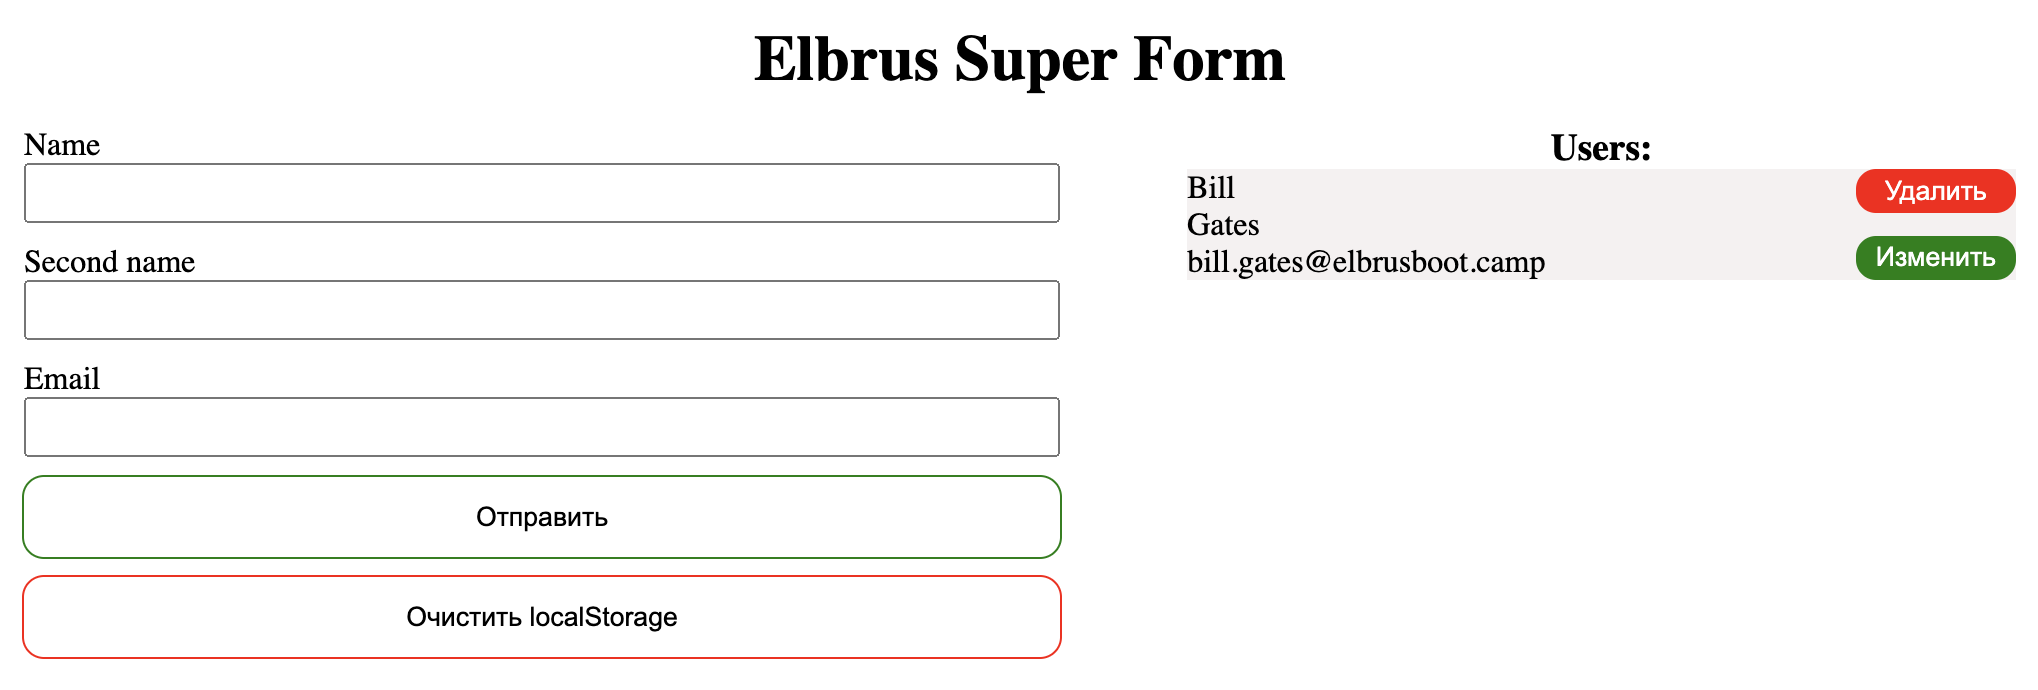 Elbrus Super Form
Name
Second name
Email
Отправить
Очистить localStorage
Users:
Bill
Gates
bill.gates@elbrusboot.camp
Удалить
Изменить